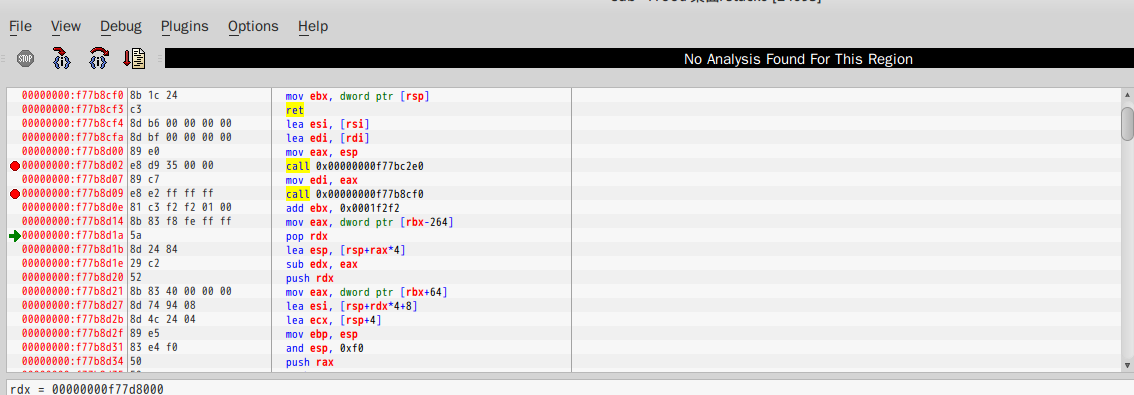 File View Debug Plugins Options Help
STOP
No Analysis Found For This Region
00000000:f77b8cf0 8b 1c 24 mov ebx, dword ptr [rsp]
00000000:f77b8cf3 c3 ret
00000000:f77b8cf4 8d b6 00 00 00 00 lea esi, [rsi]
00000000:f77b8cfa 8d bf 00 00 00 00 lea edi, [rdi]
00000000:f77b8d00 89 e0 mov eax, esp
00000000:f77b8d02 e8 d9 35 00 00 call 0x00000000f77bc2e0
00000000:f77b8d07 89 c7 mov edi, eax
00000000:f77b8d09 e8 e2 ff ff ff call 0x00000000f77b8cf0
00000000:f77b8d0e 81 c3 f2 f2 01 00 add ebx, 0x0001f2f2
00000000:f77b8d14 8b 83 f8 fe ff ff mov eax, dword ptr [rbx-264]
00000000:f77b8d1a 5a pop rdx
00000000:f77b8d1b 8d 24 84 lea esp, [rsp+rax*4]
00000000:f77b8d1e 29 c2 sub edx, eax
00000000:f77b8d20 52 push rdx
00000000:f77b8d21 8b 83 40 00 00 00 mov eax, dword ptr [rbx+64]
00000000:f77b8d27 8d 74 94 08 lea esi, [rsp+rdx*4+8]
00000000:f77b8d2b 8d 4c 24 04 lea ecx, [rsp+4]
00000000:f77b8d2f 89 e5 mov ebp, esp
00000000:f77b8d31 83 e4 f0 and esp, 0xf0
00000000:f77b8d34 50 push rax
rdx = 00000000f77d8000